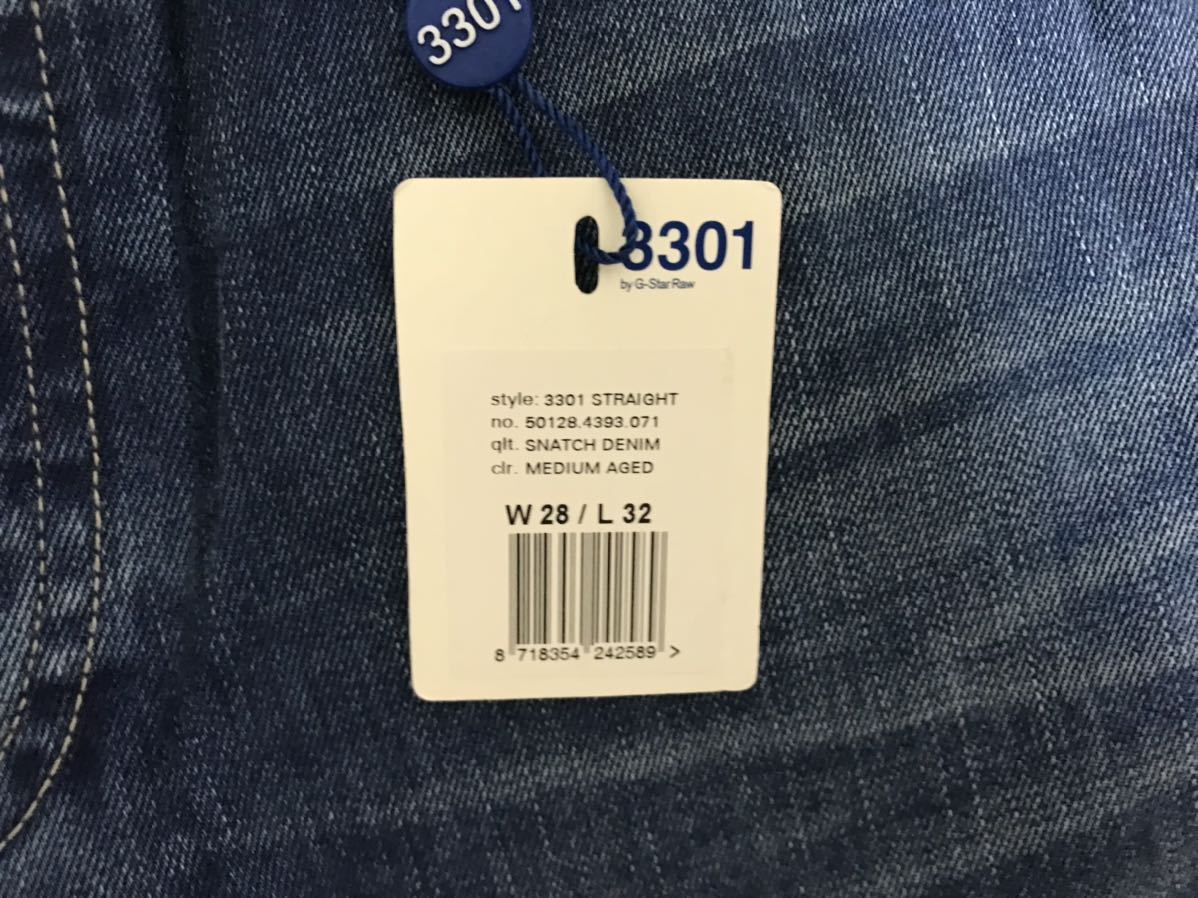 3301
3301
by G-Star Raw
style: 3301 STRAIGHT
no. 50128.4393.071
qlt. SNATCH DENIM
clr. MEDIUM AGED
W 28 / L 32
8 718354 242589 >